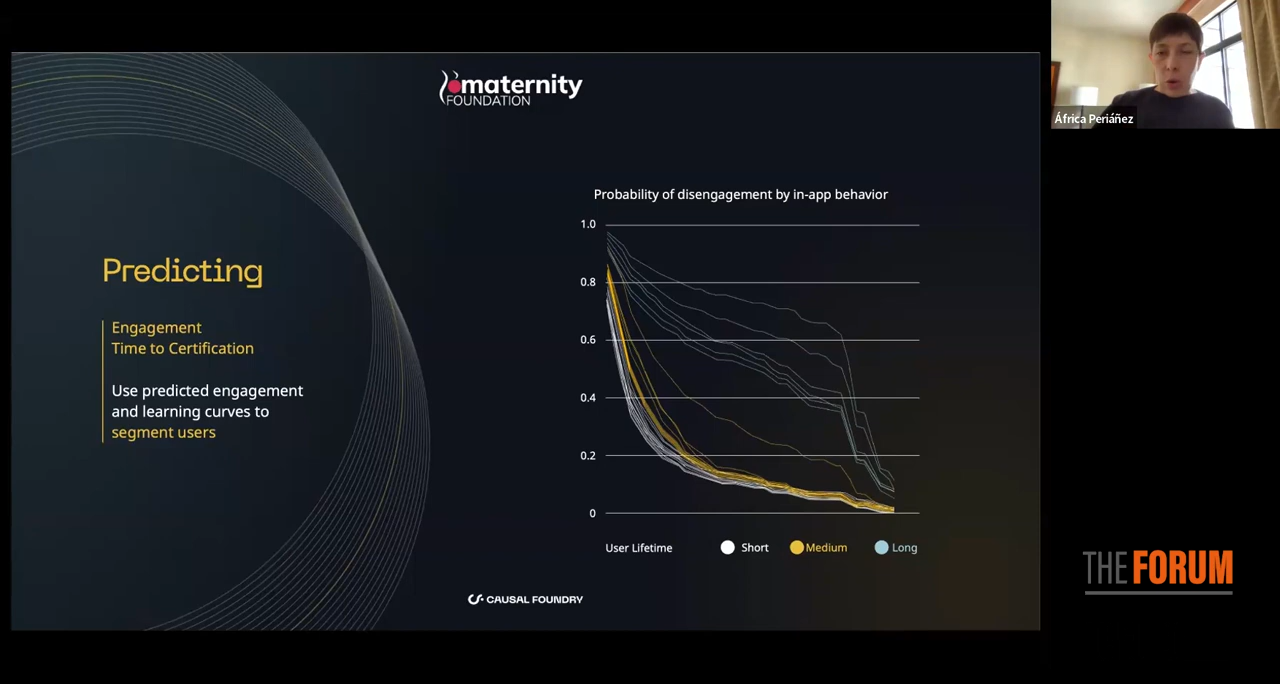 maternity
FOUNDATION
África Periáñez
Predicting
Engagement
Time to Certification
Use predicted engagement
and learning curves to
segment users
Probability of disengagement by in-app behavior
1.0
0.8
0.6
0.4
0.2
0
User Lifetime Short Medium Long
CAUSAL FOUNDRY
THE FORUM